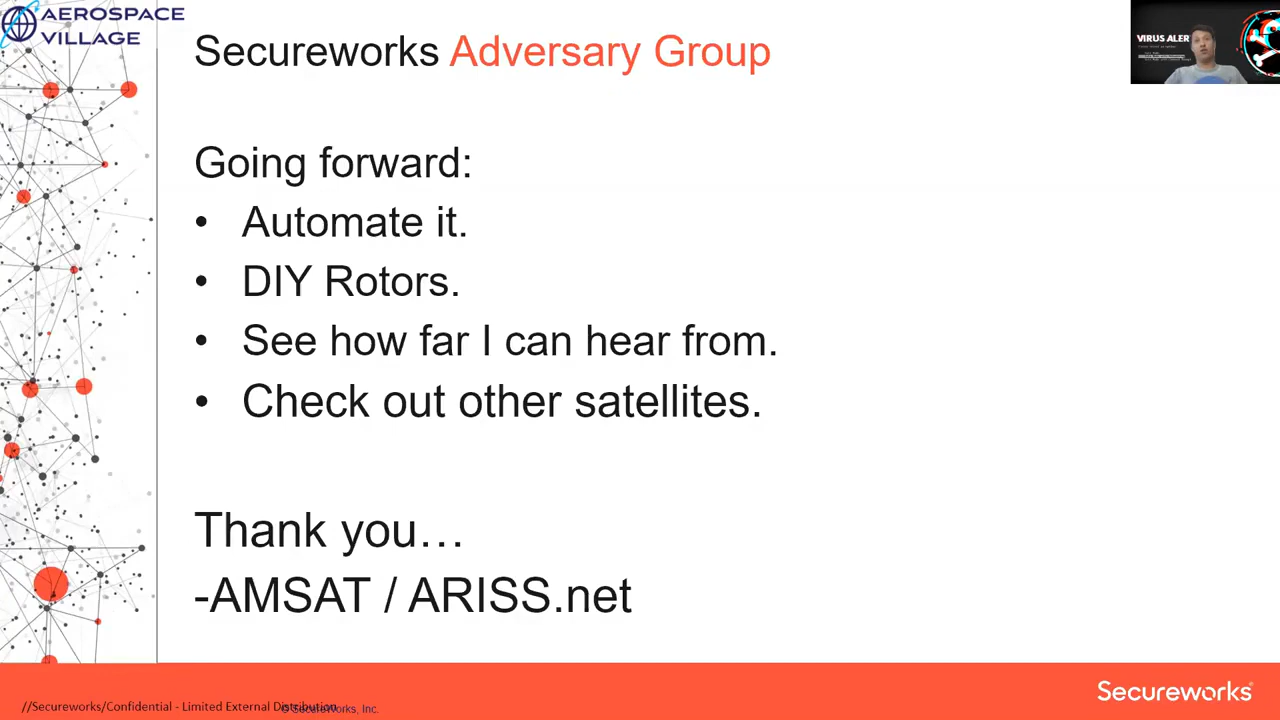 AEROSPACE
VILLAGE
Secureworks Adversary Group
VIRUS ALER
Going forward:
• Automate it.
• DIY Rotors.
• See how far I can hear from.
• Check out other satellites.
Thank you…
-AMSAT / ARISS.net
Secureworks
//Secureworks/Confidential - Limited External Distribution
© SecureWorks, Inc.